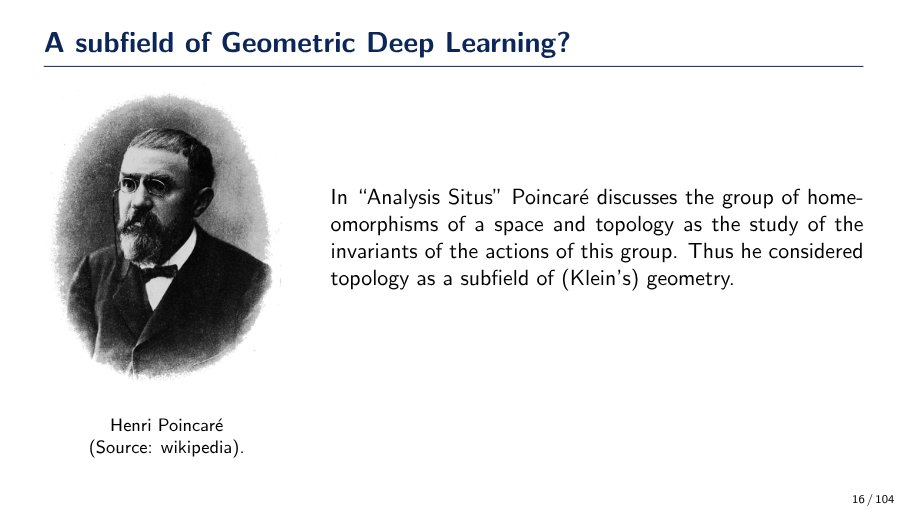 A subfield of Geometric Deep Learning?
In “Analysis Situs” Poincaré discusses the group of home-
omorphisms of a space and topology as the study of the
invariants of the actions of this group. Thus he considered
topology as a subfield of (Klein’s) geometry.
Henri Poincaré
(Source: wikipedia).
16 / 104